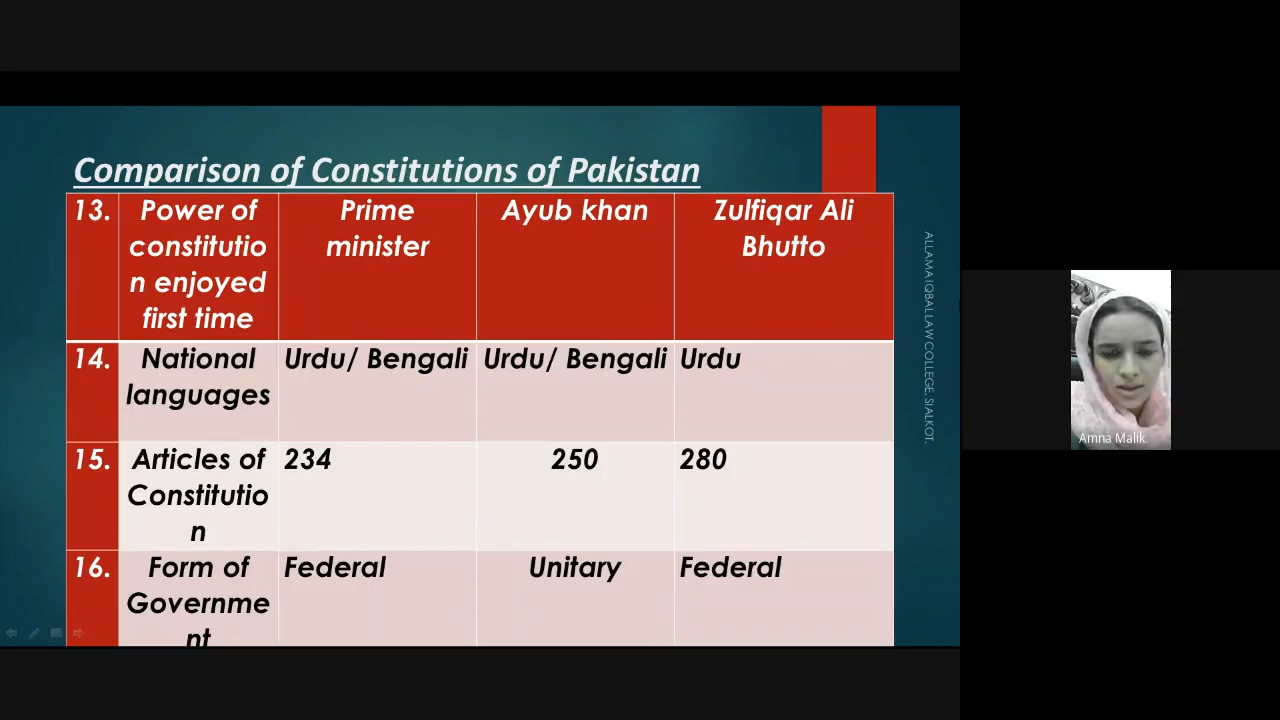 Comparison of Constitutions of Pakistan
13.
Power of
constitutio
n enjoyed
first time
Prime
minister
Ayub khan
Zulfiqar Ali
Bhutto
14.
National
languages
Urdu/ Bengali
Urdu/ Bengali
Urdu
15.
Articles of
Constitutio
n
234
250
280
16.
Form of
Governme
nt
Federal
Unitary
Federal
ALLAMA IQBAL LAW COLLEGE, SIALKOT.
Amna Malik